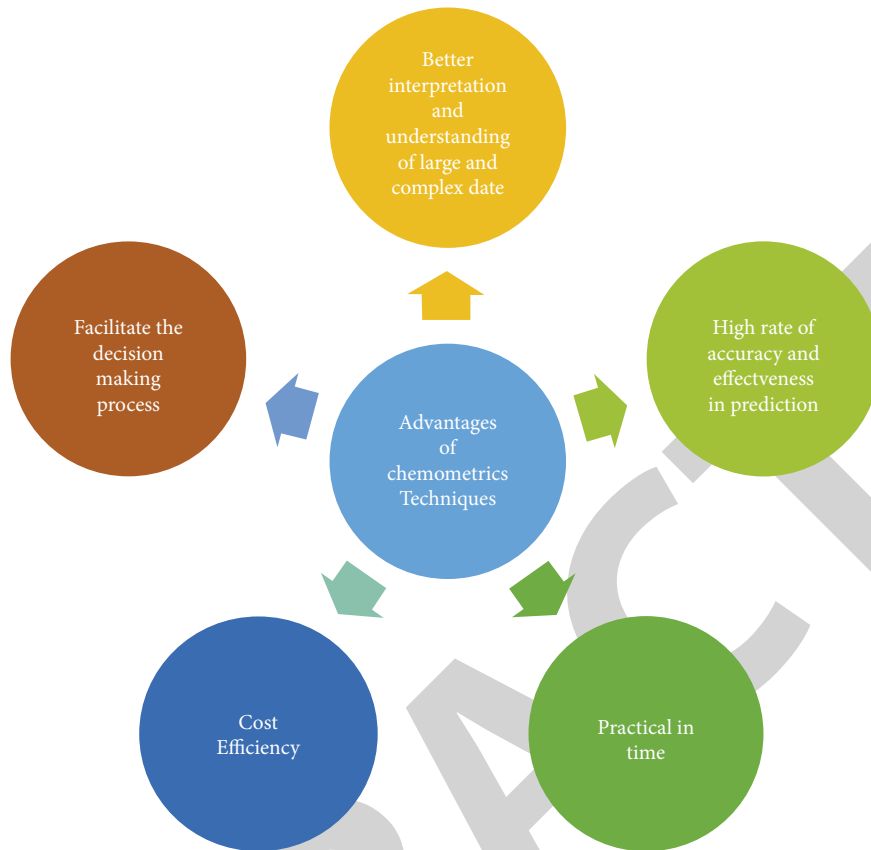 Better
interpretation
and
understanding
of large and
complex date
High rate of
accuracy and
effectveness
in prediction
Facilitate the
decision
making
process
Advantages
of
chemometrics
Techniques
Cost
Efficiency
Practical in
time